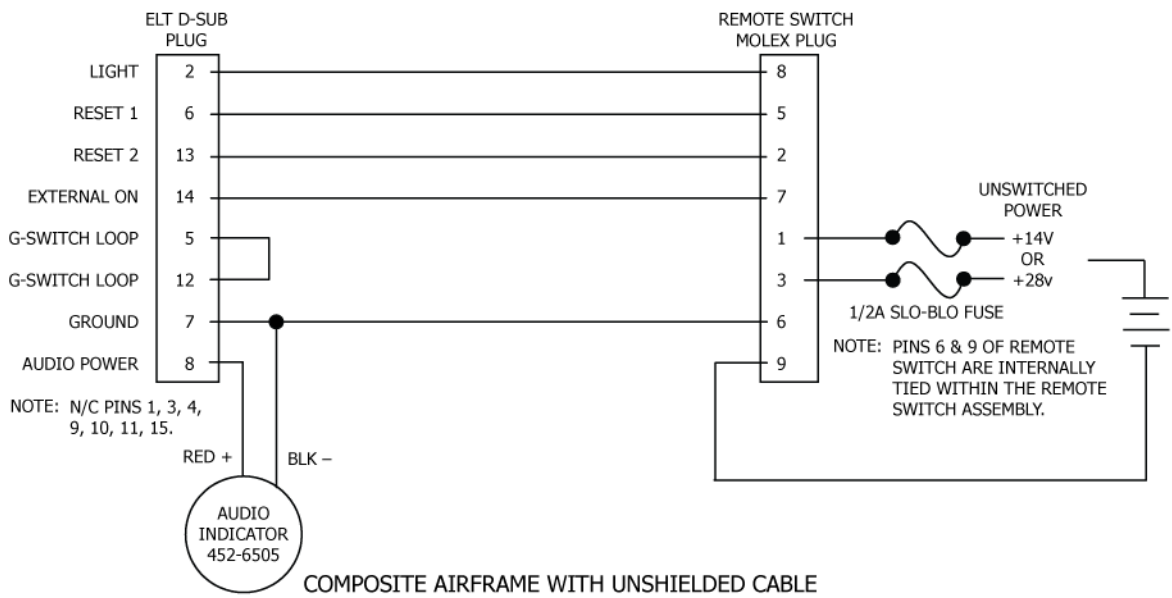 ELT D-SUB
PLUG
REMOTE SWITCH
MOLEX PLUG
LIGHT 2 8
RESET 1 6 5
RESET 2 13 2
EXTERNAL ON 14 7
UNSWITCHED
POWER
G-SWITCH LOOP 5 1 +14V
OR
G-SWITCH LOOP 12 3 +28v
1/2A SLO-BLO FUSE
GROUND 7 6
AUDIO POWER 8 9
NOTE: PINS 6 & 9 OF REMOTE
SWITCH ARE INTERNALLY
TIED WITHIN THE REMOTE
SWITCH ASSEMBLY.
NOTE: N/C PINS 1, 3, 4,
9, 10, 11, 15.
RED + BLK –
AUDIO
INDICATOR
452-6505
COMPOSITE AIRFRAME WITH UNSHIELDED CABLE